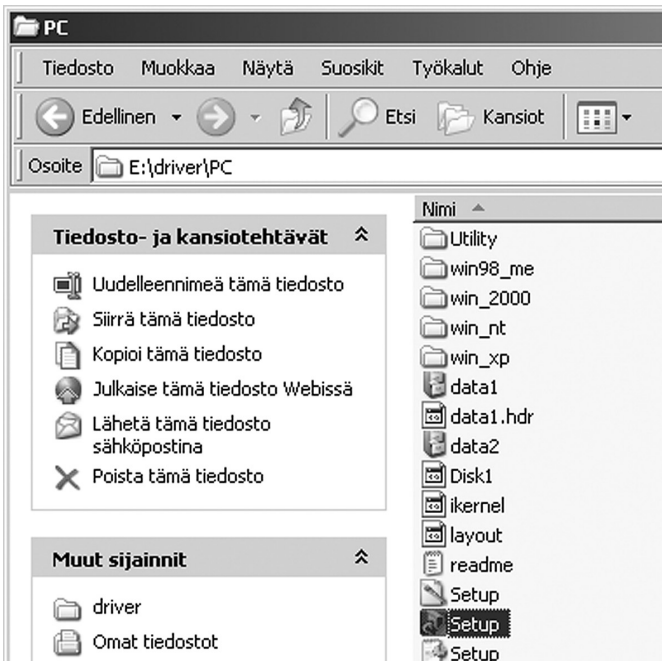 PC
Tiedosto Muokkaa Näytä Suosikit Työkalut Ohje
Edellinen Etsi Kansiot
Osoite E:\driver\PC
Tiedosto- ja kansiotehtävät
Uudelleennimeä tämä tiedosto
Siirrä tämä tiedosto
Kopioi tämä tiedosto
Julkaise tämä tiedosto Webissä
Lähetä tämä tiedosto
sähköpostina
Poista tämä tiedosto
Muut sijainnit
driver
Omat tiedostot
Nimi
Utility
win98_me
win_2000
win_nt
win_xp
data1
data1.hdr
data2
Disk1
ikernel
layout
readme
Setup
Setup
Setup